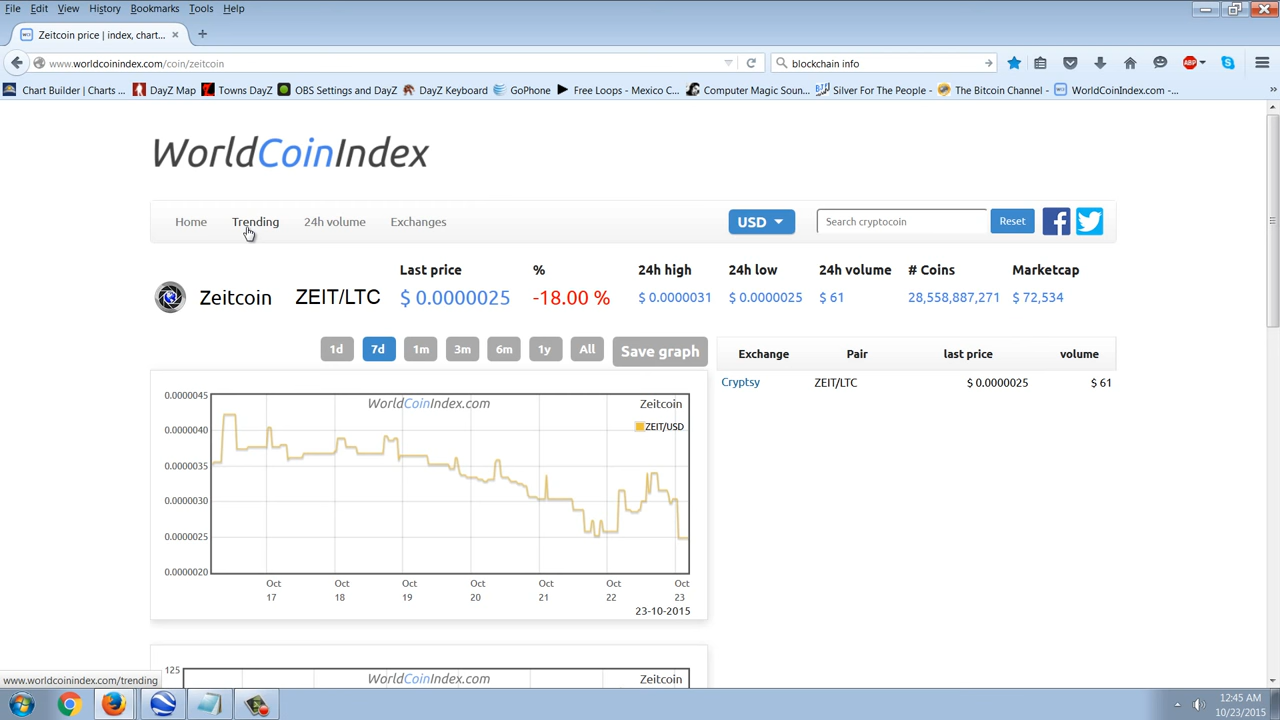 File Edit View History Bookmarks Tools Help
Zeitcoin price | index, chart...
www.worldcoinindex.com/coin/zeitcoin
blockchain info
ABP
Chart Builder | Charts ... DayZ Map Towns DayZ OBS Settings and DayZ DayZ Keyboard GoPhone Free Loops - Mexico C... Computer Magic Soun... Silver For The People - ... The Bitcoin Channel - ... WorldCoinIndex.com -...
WorldCoinIndex
Home Trending 24h volume Exchanges USD Search cryptocoin Reset
Last price % 24h high 24h low 24h volume # Coins Marketcap
Zeitcoin ZEIT/LTC $ 0.0000025 -18.00 % $ 0.0000031 $ 0.0000025 $ 61 28,558,887,271 $ 72,534
1d 7d 1m 3m 6m 1y All Save graph
Exchange Pair last price volume
Cryptsy ZEIT/LTC $ 0.0000025 $ 61
WorldCoinIndex.com Zeitcoin
ZEIT/USD
0.0000045
0.0000040
0.0000035
0.0000030
0.0000025
0.0000020
Oct Oct Oct Oct Oct Oct Oct
17 18 19 20 21 22 23
23-10-2015
125 WorldCoinIndex.com Zeitcoin
www.worldcoinindex.com/trending
12:45 AM
10/23/2015